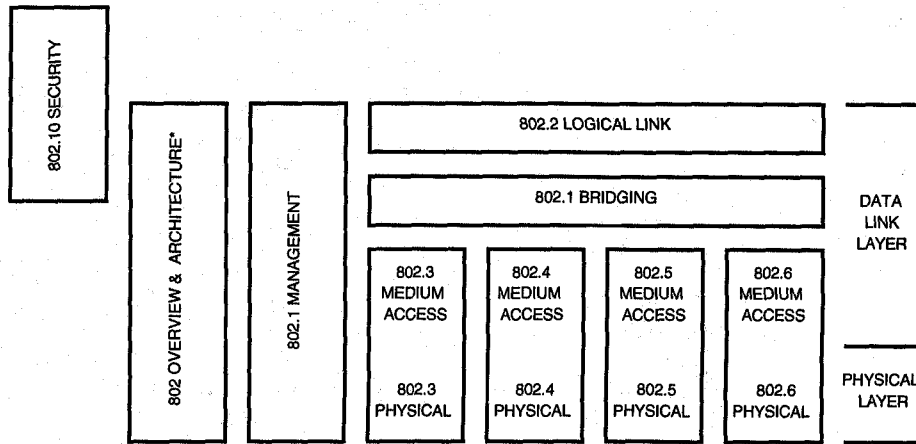 802.10 SECURITY
802 OVERVIEW & ARCHITECTURE*
802.1 MANAGEMENT
802.2 LOGICAL LINK
802.1 BRIDGING
802.3
MEDIUM
ACCESS
802.3
PHYSICAL
802.4
MEDIUM
ACCESS
802.4
PHYSICAL
802.5
MEDIUM
ACCESS
802.5
PHYSICAL
802.6
MEDIUM
ACCESS
802.6
PHYSICAL
DATA
LINK
LAYER
PHYSICAL
LAYER